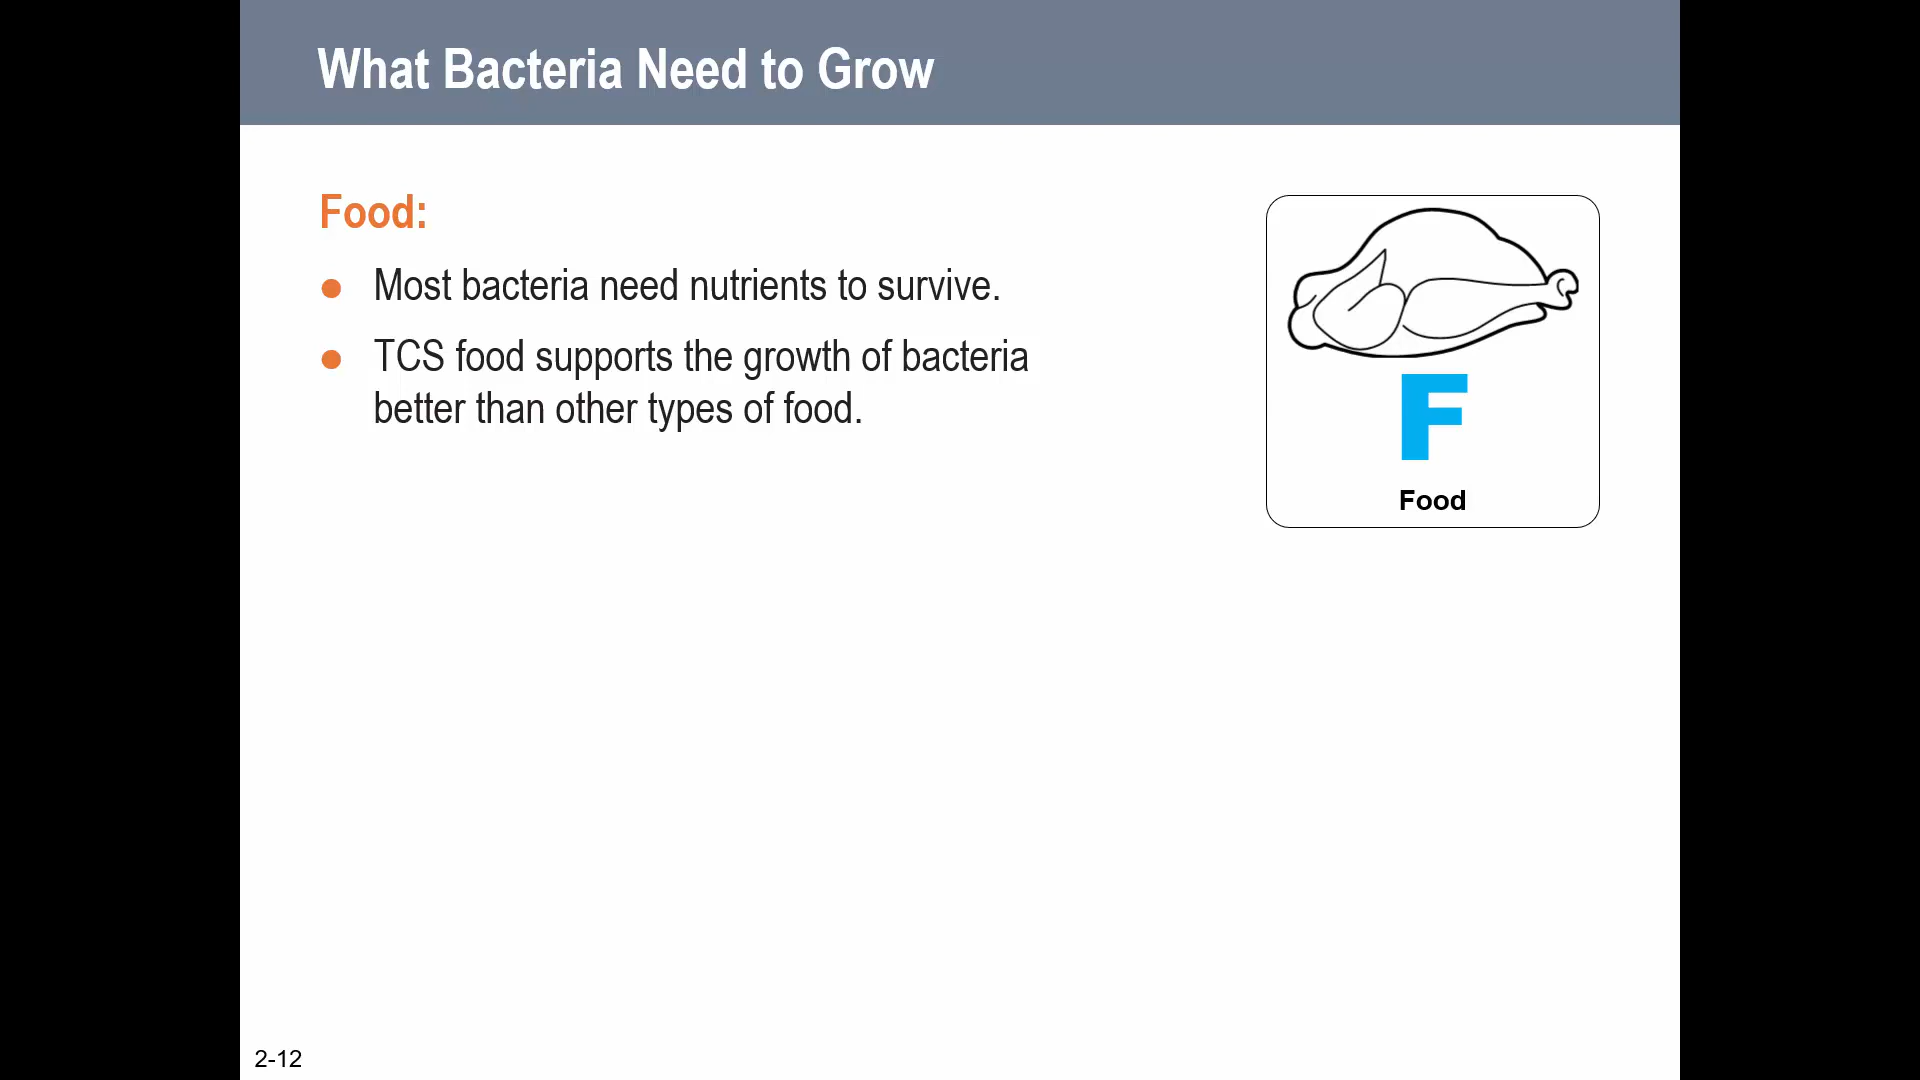 What Bacteria Need to Grow
Food:
● Most bacteria need nutrients to survive.
● TCS food supports the growth of bacteria
better than other types of food.
F
Food
2-12